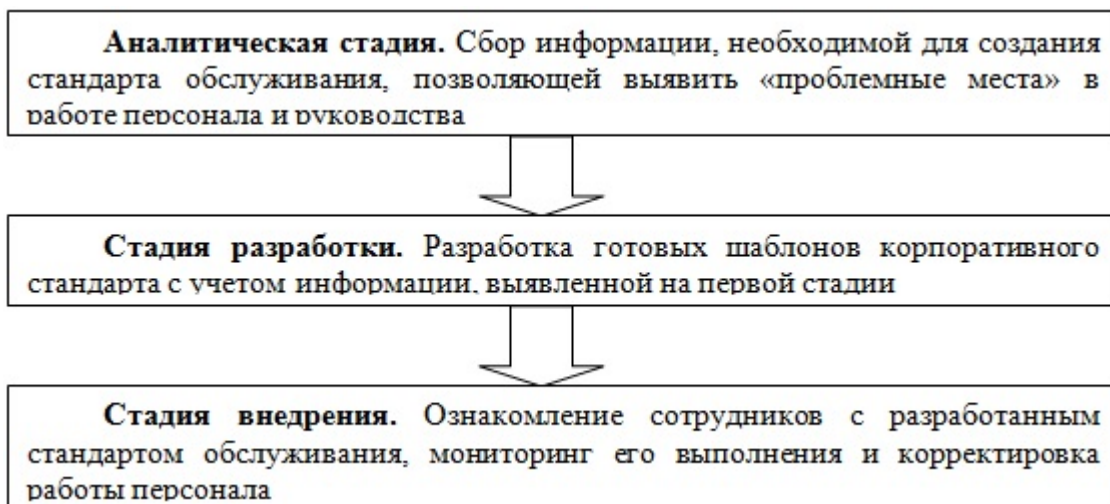 Аналитическая стадия. Сбор информации, необходимой для создания
стандарта обслуживания, позволяющей выявить «проблемные места» в
работе персонала и руководства
Стадия разработки. Разработка готовых шаблонов корпоративного
стандарта с учетом информации, выявленной на первой стадии
Стадия внедрения. Ознакомление сотрудников с разработанным
стандартом обслуживания, мониторинг его выполнения и корректировка
работы персонала